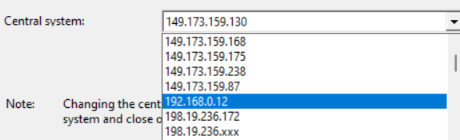 Central system: 149.173.159.130
149.173.159.168
149.173.159.175
149.173.159.238
149.173.159.87
Note: Changing the cent 192.168.0.12
system and close o 198.19.236.172
198.19.236.xxx